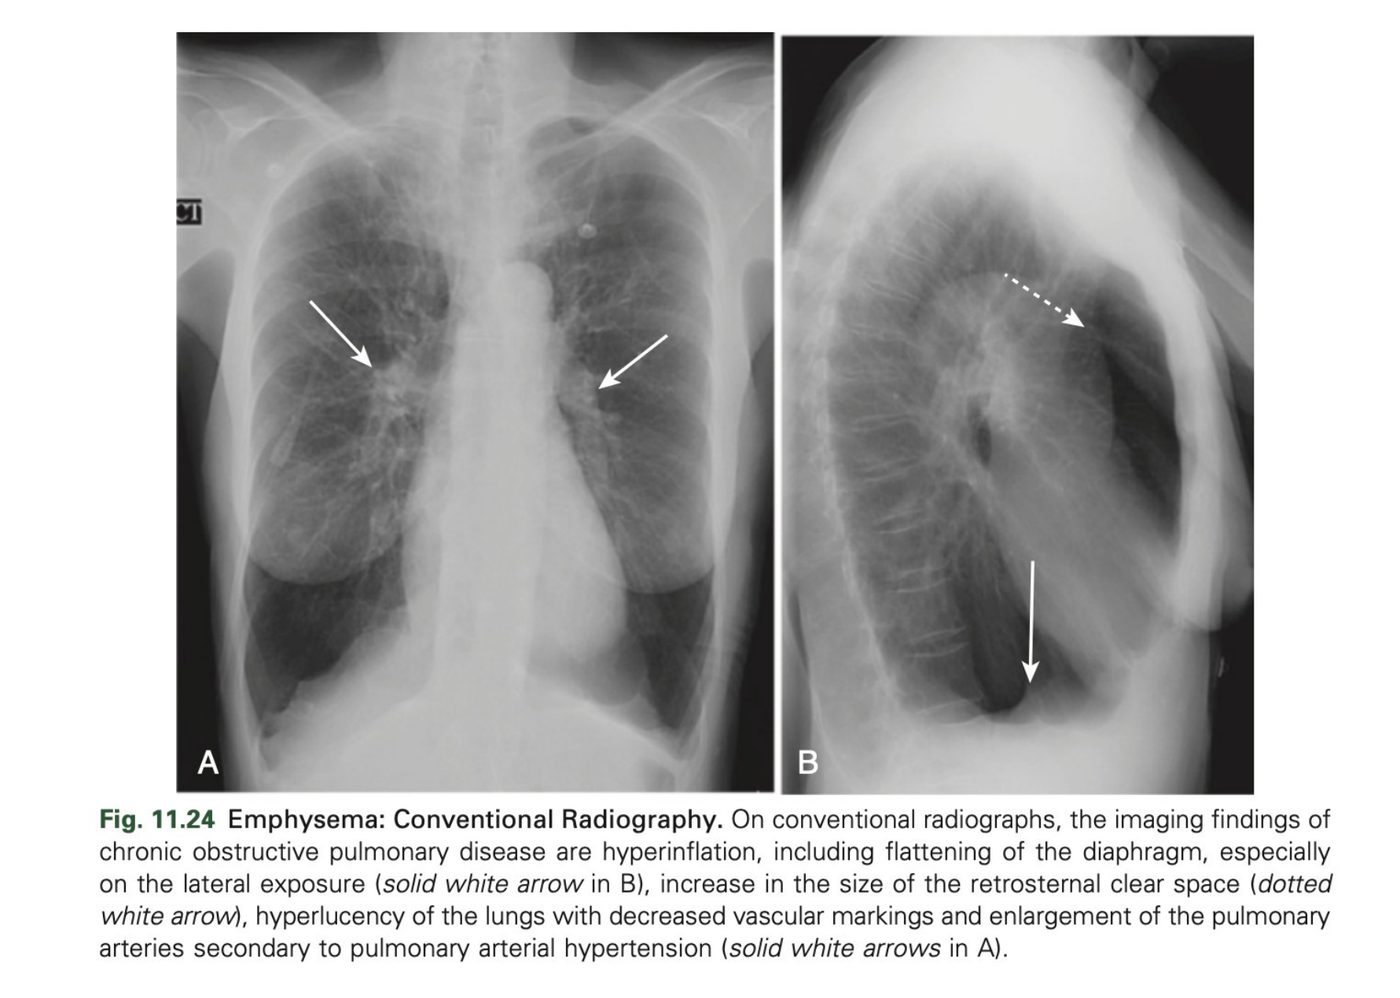 CT
A
B
Fig. 11.24 Emphysema: Conventional Radiography. On conventional radiographs, the imaging findings of
chronic obstructive pulmonary disease are hyperinflation, including flattening of the diaphragm, especially
on the lateral exposure (solid white arrow in B), increase in the size of the retrosternal clear space (dotted
white arrow), hyperlucency of the lungs with decreased vascular markings and enlargement of the pulmonary
arteries secondary to pulmonary arterial hypertension (solid white arrows in A).